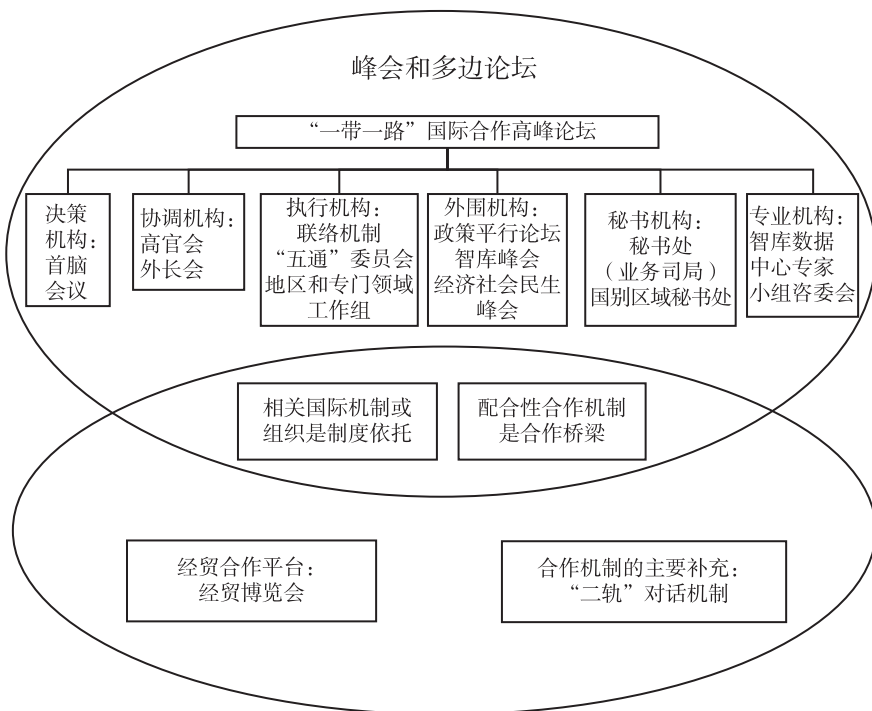 峰会和多边论坛
“一带一路”国际合作高峰论坛
决策
机构：
首脑
会议
协调机构：
高官会
外长会
执行机构：
联络机制
“五通”委员会
地区和专门领域
工作组
外围机构：
政策平行论坛
智库峰会
经济社会民生
峰会
秘书机构：
秘书处
（业务司局）
国别区域秘书处
专业机构：
智库数据
中心专家
小组咨委会
相关国际机制或
组织是制度依托
配合性合作机制
是合作桥梁
经贸合作平台：
经贸博览会
合作机制的主要补充：
“二轨”对话机制